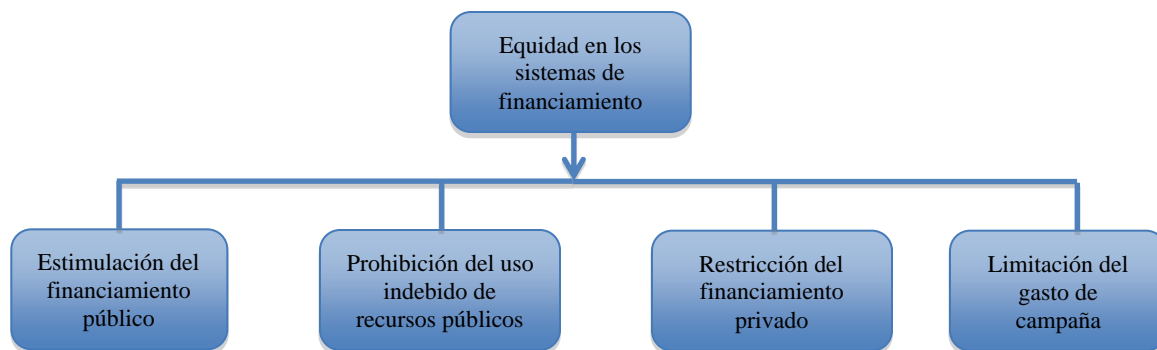 Equidad en los
sistemas de
financiamiento
Estimulación del
financiamiento
público
Prohibición del uso
indebido de
recursos públicos
Restricción del
financiamiento
privado
Limitación del
gasto de
campaña